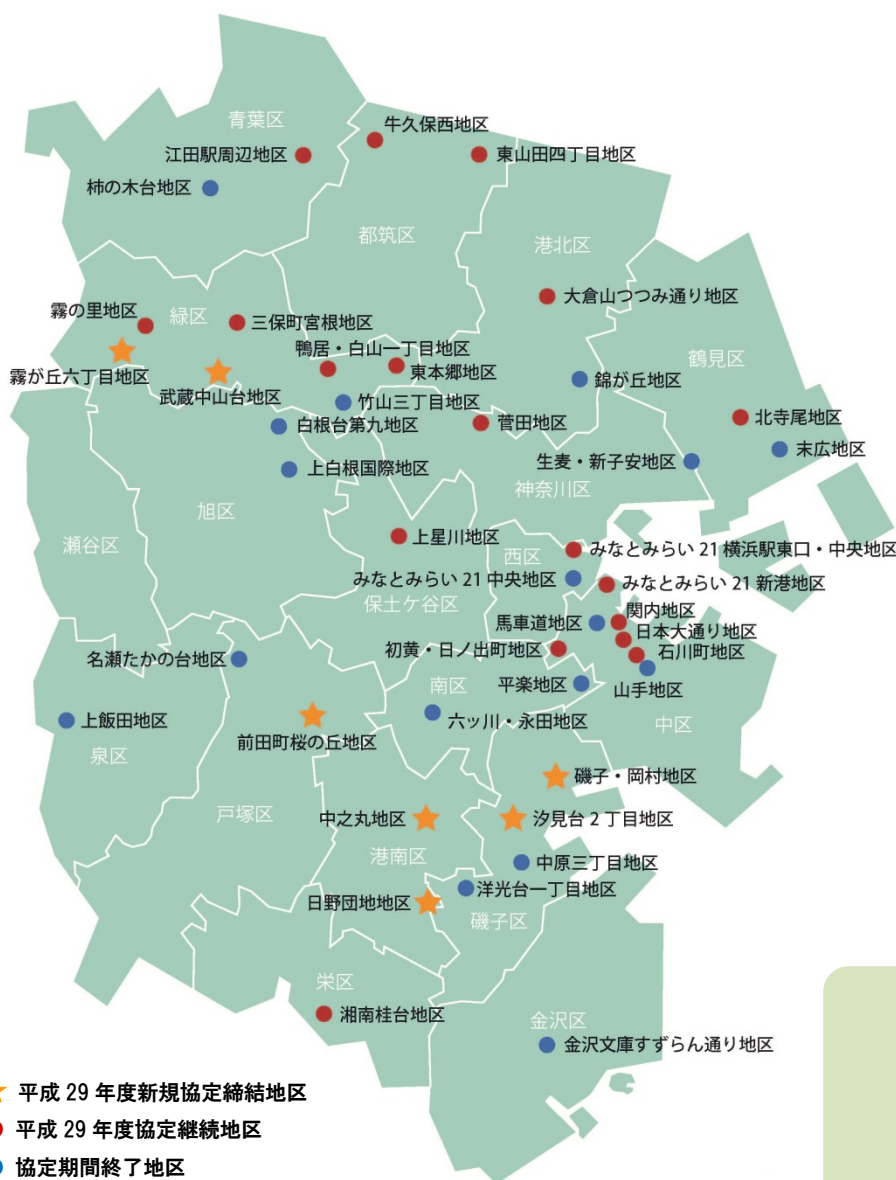 青葉区
牛久保西地区
江田駅周辺地区
東山田四丁目地区
柿の木台地区
都筑区
港北区
大倉山つつみ通り地区
霧の里地区
緑区
三保町宮根地区
鴨居・白山一丁目地区
鶴見区
東本郷地区
霧が丘六丁目地区
武蔵中山台地区
錦が丘地区
竹山三丁目地区
白根台第九地区
菅田地区
北寺尾地区
末広地区
上白根国際地区
生麦・新子安地区
神奈川区
旭区
瀬谷区
上星川地区
西区
みなとみらい 21 横浜駅東口・中央地区
みなとみらい 21 中央地区
みなとみらい 21 新港地区
保土ケ谷区
馬車道地区
関内地区
日本大通り地区
初黄・日ノ出町地区
石川町地区
名瀬たかの台地区
南区
平楽地区
山手地区
上飯田地区
六ッ川・永田地区
中区
前田町桜の丘地区
泉区
磯子・岡村地区
戸塚区
中之丸地区
汐見台 2 丁目地区
港南区
中原三丁目地区
洋光台一丁目地区
日野団地地区
磯子区
栄区
湘南桂台地区
金沢区
金沢文庫すずらん通り地区
平成 29 年度新規協定締結地区
平成 29 年度協定継続地区
協定期間終了地区